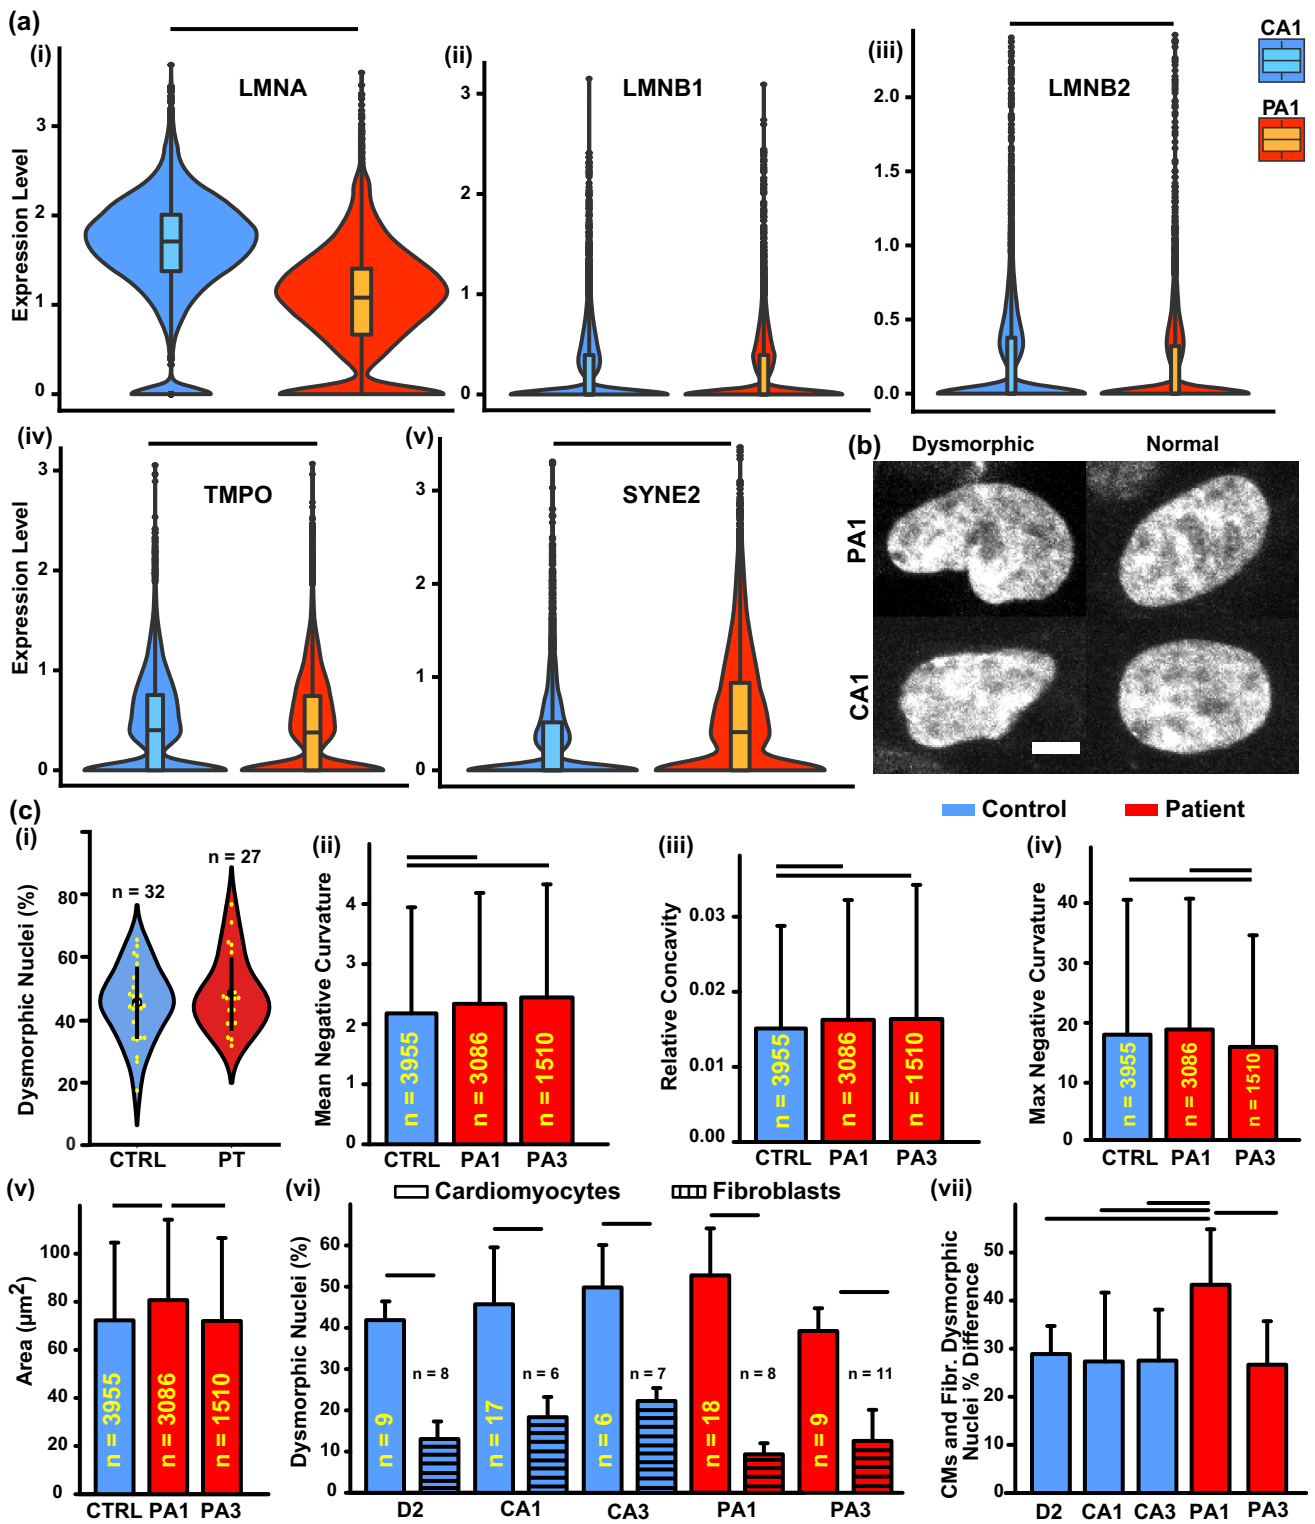 (a)
(i)
LMNA
Expression Level
3
2
1
0
(ii)
LMNB1
3
2
1
0
(iii)
LMNB2
2.0
1.5
1.0
0.5
0.0
CA1
PA1
(iv)
TMPO
Expression Level
3
2
1
0
(v)
SYNE2
3
2
1
0
(b)
Dysmorphic
Normal
PA1
CA1
Control
Patient
(c)
(i)
Dysmorphic Nuclei (%)
80
60
40
20
0
n = 32
n = 27
CTRL
PT
(ii)
Mean Negative Curvature
5
4
3
2
1
0
n = 3955
n = 3086
n = 1510
CTRL
PA1
PA3
(iii)
Relative Concavity
0.03
0.02
0.01
0.00
n = 3955
n = 3086
n = 1510
CTRL
PA1
PA3
(iv)
Max Negative Curvature
40
30
20
10
0
n = 3955
n = 3086
n = 1510
CTRL
PA1
PA3
(v)
Area (µm²)
100
80
60
40
20
0
n = 3955
n = 3086
n = 1510
CTRL
PA1
PA3
(vi)
Cardiomyocytes
Fibroblasts
Dysmorphic Nuclei (%)
60
50
40
30
20
10
0
n = 9
n = 8
n = 17
n = 6
n = 6
n = 7
n = 18
n = 8
n = 9
n = 11
D2
CA1
CA3
PA1
PA3
(vii)
CMs and Fibr. Dysmorphic
Nuclei % Difference
50
40
30
20
10
0
D2
CA1
CA3
PA1
PA3